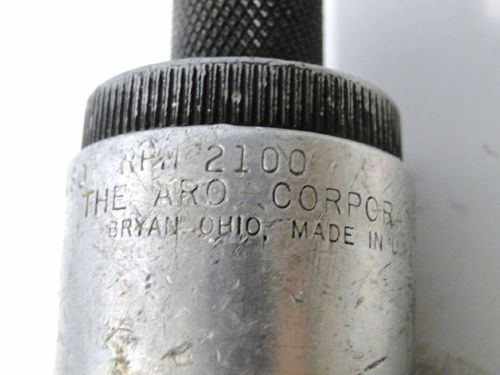 RPM 2100
THE ARO CORPOR
BRYAN OHIO, MADE IN U